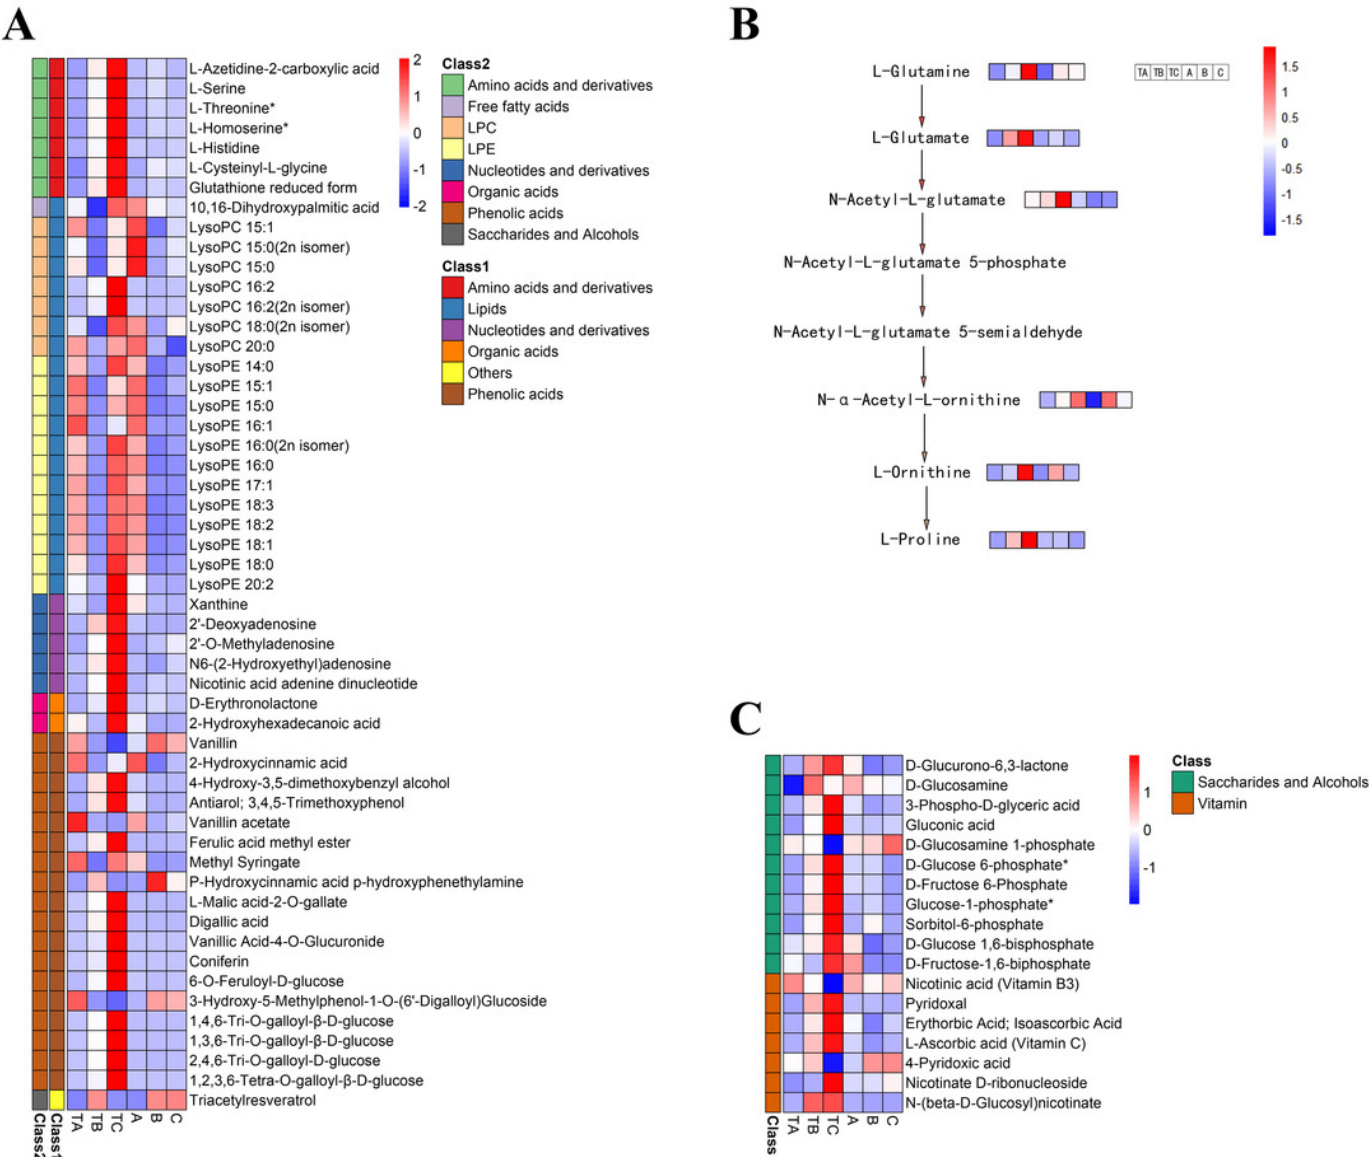 A
L-Azetidine-2-carboxylic acid
L-Serine
L-Threonine*
L-Homoserine*
L-Histidine
L-Cysteinyl-L-glycine
Glutathione reduced form
10,16-Dihydroxypalmitic acid
LysoPC 15:1
LysoPC 15:0(2n isomer)
LysoPC 15:0
LysoPC 16:2
LysoPC 16:2(2n isomer)
LysoPC 18:0(2n isomer)
LysoPC 20:0
LysoPE 14:0
LysoPE 15:1
LysoPE 15:0
LysoPE 16:1
LysoPE 16:0(2n isomer)
LysoPE 16:0
LysoPE 17:1
LysoPE 18:3
LysoPE 18:2
LysoPE 18:1
LysoPE 18:0
LysoPE 20:2
Xanthine
2'-Deoxyadenosine
2'-O-Methyladenosine
N6-(2-Hydroxyethyl)adenosine
Nicotinic acid adenine dinucleotide
D-Erythronolactone
2-Hydroxyhexadecanoic acid
Vanillin
2-Hydroxycinnamic acid
4-Hydroxy-3,5-dimethoxybenzyl alcohol
Antiarol; 3,4,5-Trimethoxyphenol
Vanillin acetate
Ferulic acid methyl ester
Methyl Syringate
P-Hydroxycinnamic acid p-hydroxyphenethylamine
L-Malic acid-2-O-gallate
Digallic acid
Vanillic Acid-4-O-Glucuronide
Coniferin
6-O-Feruloyl-D-glucose
3-Hydroxy-5-Methylphenol-1-O-(6'-Digalloyl)Glucoside
1,4,6-Tri-O-galloyl-β-D-glucose
1,3,6-Tri-O-galloyl-β-D-glucose
2,4,6-Tri-O-galloyl-D-glucose
1,2,3,6-Tetra-O-galloyl-β-D-glucose
Triacetylresveratrol
Class2
Class1
TA
TB
TC
A
B
C
2
1
0
-1
-2
Class2
Amino acids and derivatives
Free fatty acids
LPC
LPE
Nucleotides and derivatives
Organic acids
Phenolic acids
Saccharides and Alcohols
Class1
Amino acids and derivatives
Lipids
Nucleotides and derivatives
Organic acids
Others
Phenolic acids
B
L-Glutamine
L-Glutamate
N-Acetyl-L-glutamate
N-Acetyl-L-glutamate 5-phosphate
N-Acetyl-L-glutamate 5-semialdehyde
N-α-Acetyl-L-ornithine
L-Ornithine
L-Proline
TA TB TC A B C
1.5
1
0.5
0
-0.5
-1
-1.5
C
D-Glucurono-6,3-lactone
D-Glucosamine
3-Phospho-D-glyceric acid
Gluconic acid
D-Glucosamine 1-phosphate
D-Glucose 6-phosphate*
D-Fructose 6-Phosphate
Glucose-1-phosphate*
Sorbitol-6-phosphate
D-Glucose 1,6-bisphosphate
D-Fructose-1,6-biphosphate
Nicotinic acid (Vitamin B3)
Pyridoxal
Erythorbic Acid; Isoascorbic Acid
L-Ascorbic acid (Vitamin C)
4-Pyridoxic acid
Nicotinate D-ribonucleoside
N-(beta-D-Glucosyl)nicotinate
Class
TA
TB
TC
A
B
C
1
0
-1
Class
Saccharides and Alcohols
Vitamin